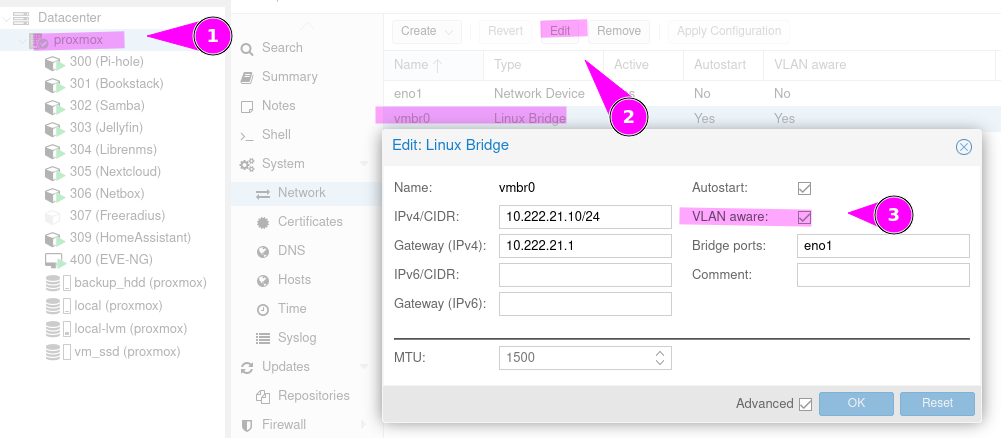 Datacenter
proxmox
300 (Pi-hole)
301 (Bookstack)
302 (Samba)
303 (Jellyfin)
304 (Librenms)
305 (Nextcloud)
306 (Netbox)
307 (Freeradius)
309 (HomeAssistant)
400 (EVE-NG)
backup_hdd (proxmox)
local (proxmox)
local-lvm (proxmox)
vm_ssd (proxmox)
1
Search
Summary
Notes
Shell
System
Network
Certificates
DNS
Hosts
Time
Syslog
Updates
Repositories
Firewall
Create Revert Edit Remove Apply Configuration
Name Type Active Autostart VLAN aware
eno1 Network Device No No
vmbr0 Linux Bridge Yes Yes
2
Edit: Linux Bridge
Name: vmbr0
IPv4/CIDR: 10.222.21.10/24
Gateway (IPv4): 10.222.21.1
IPv6/CIDR:
Gateway (IPv6):
Autostart:
VLAN aware:
3
Bridge ports: eno1
Comment:
MTU: 1500
Advanced OK Reset